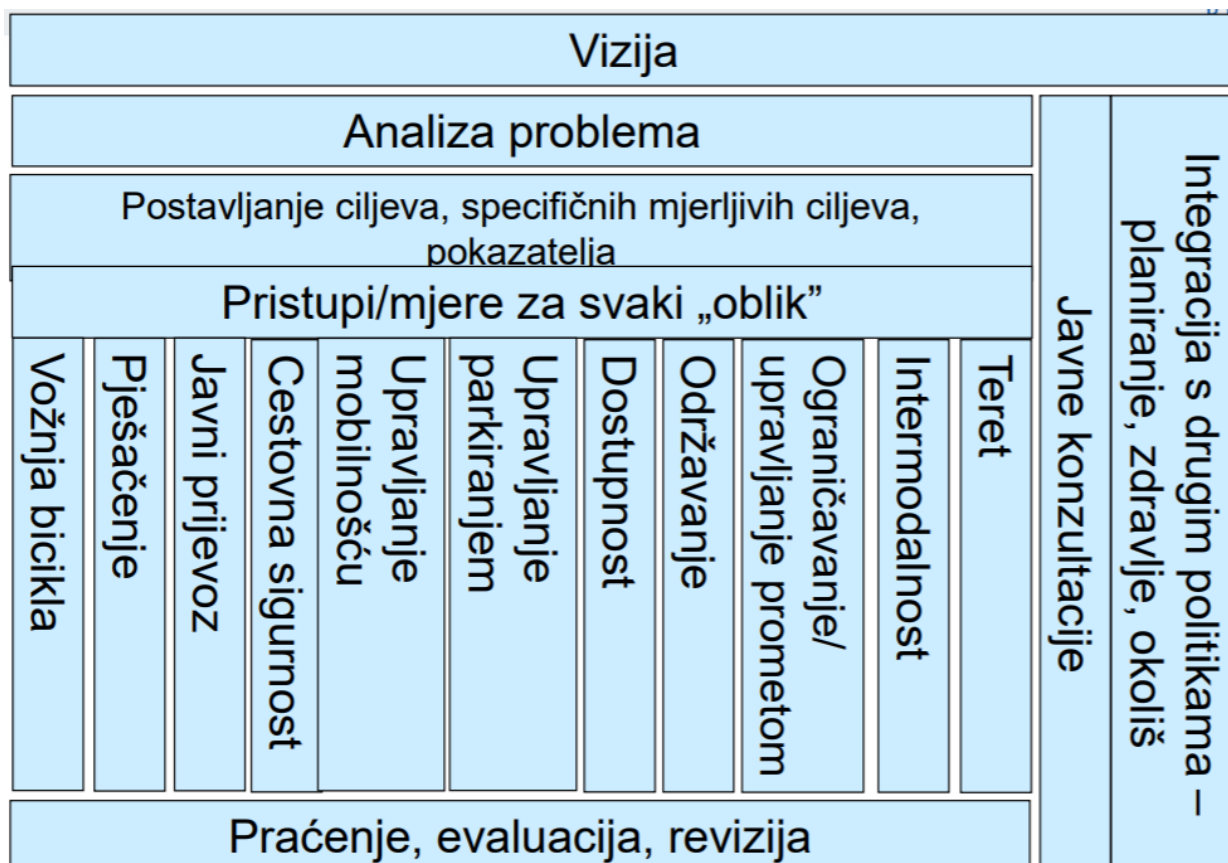 Vizija
Analiza problema
Postavljanje ciljeva, specifičnih mjerljivih ciljeva,
pokazatelja
Pristupi/mjere za svaki „oblik”
Vožnja bicikla
Pješačenje
Javni prijevoz
Cestovna sigurnost
Upravljanje
mobilnošću
Upravljanje
parkiranjem
Dostupnost
Održavanje
Ograničavanje/
upravljanje prometom
Intermodalnost
Teret
Javne konzultacije
Integracija s drugim politikama –
planiranje, zdravlje, okoliš
Praćenje, evaluacija, revizija